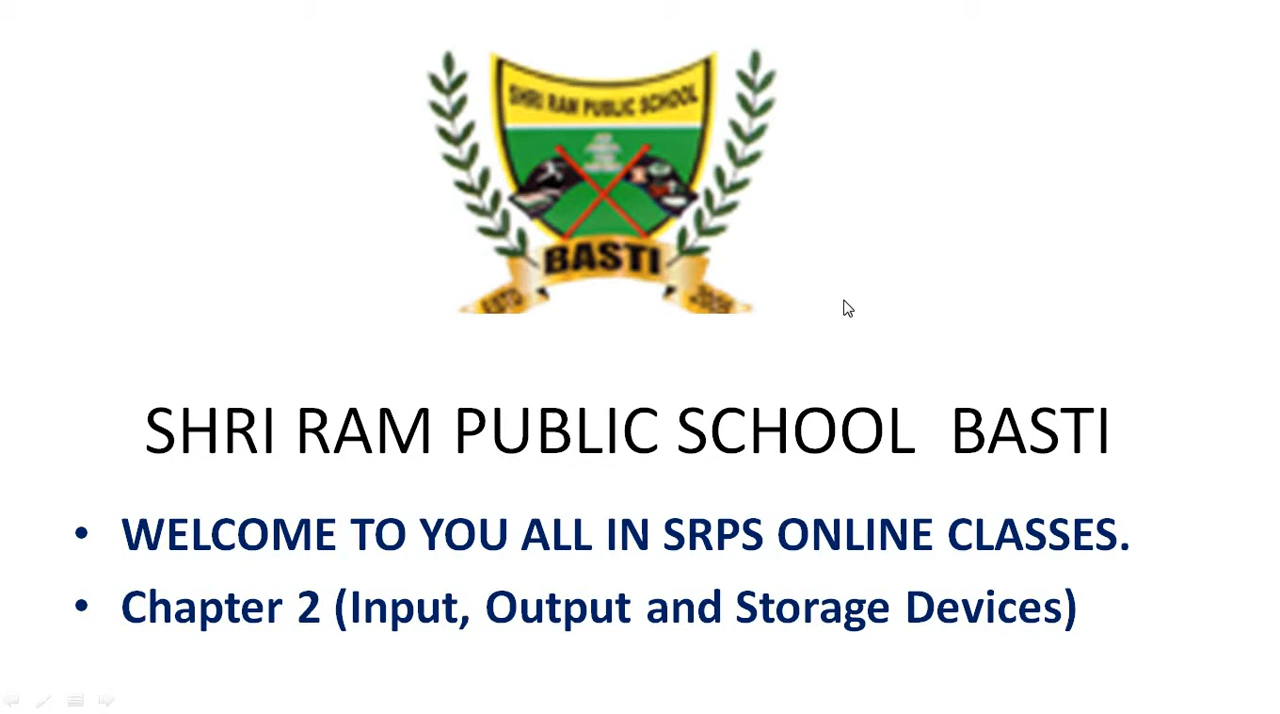 SHRI RAM PUBLIC SCHOOL
BASTI
ESTD
SHRI RAM PUBLIC SCHOOL  BASTI
• WELCOME TO YOU ALL IN SRPS ONLINE CLASSES.
• Chapter 2 (Input, Output and Storage Devices)